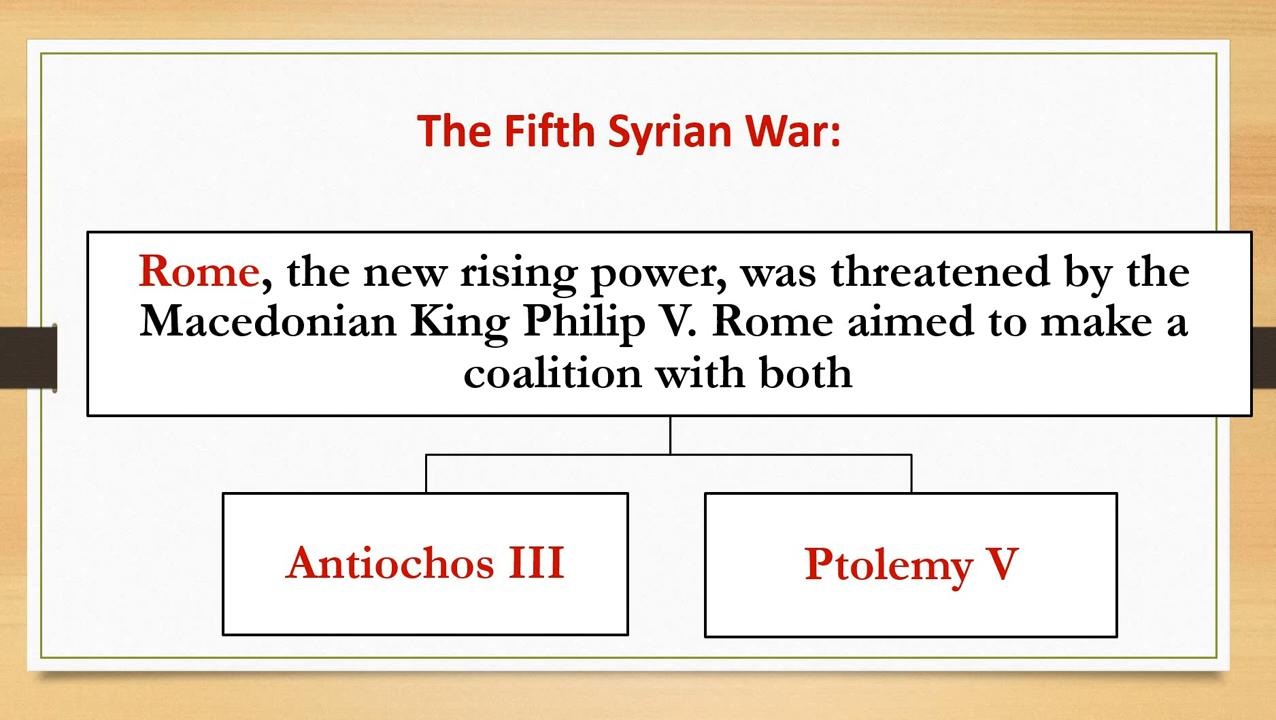 The Fifth Syrian War:
Rome, the new rising power, was threatened by the
Macedonian King Philip V. Rome aimed to make a
coalition with both
Antiochos III
Ptolemy V